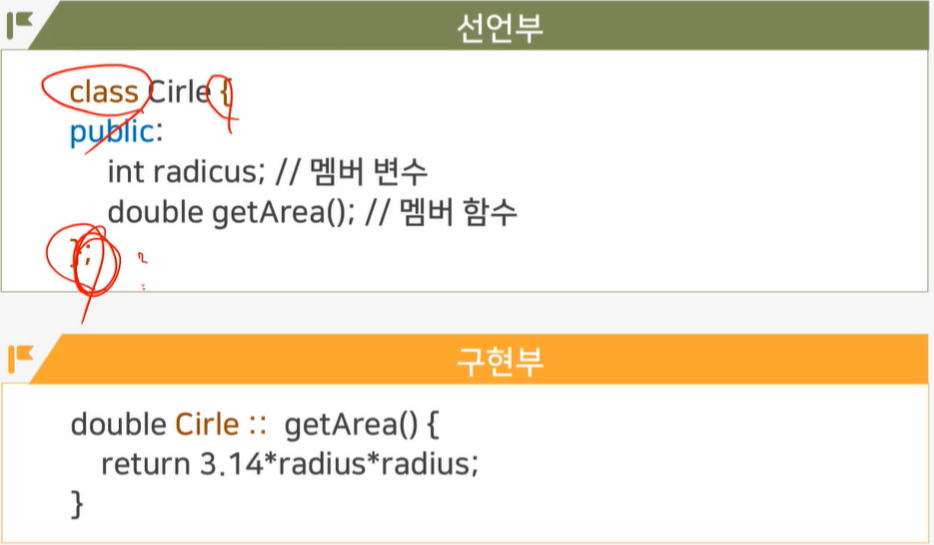 선언부
class Cirle {
public:
int radicus; // 멤버 변수
double getArea(); // 멤버 함수
};
구현부
double Cirle :: getArea() {
return 3.14*radius*radius;
}